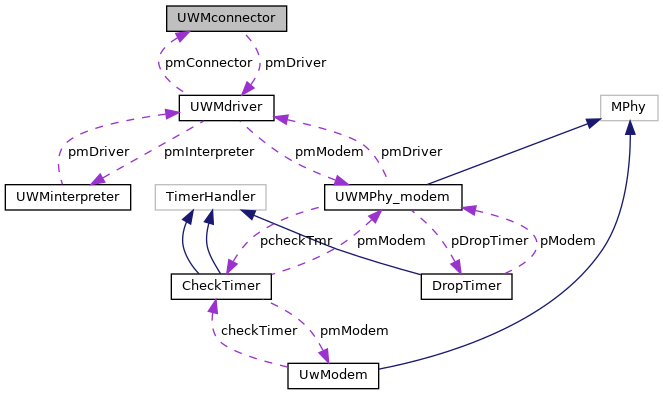 UWMconnector
pmConnector
pmDriver
UWMdriver
MPhy
pmDriver
pmInterpreter
pmModem
pmDriver
UWMinterpreter
TimerHandler
UWMPhy_modem
pcheckTmr
pmModem
pDropTimer
pModem
CheckTimer
DropTimer
checkTimer
pmModem
UwModem